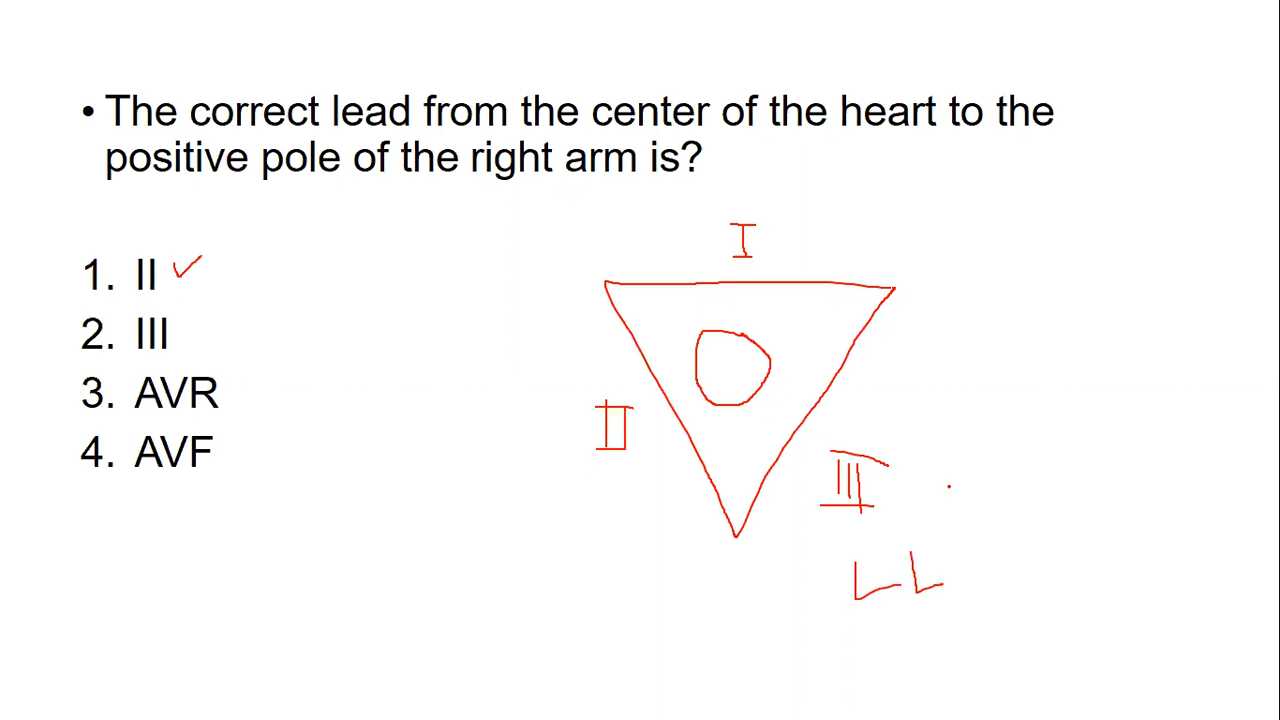 • The correct lead from the center of the heart to the
positive pole of the right arm is?
I
1. II ✓
2. III
3. AVR
II
4. AVF
III
LL